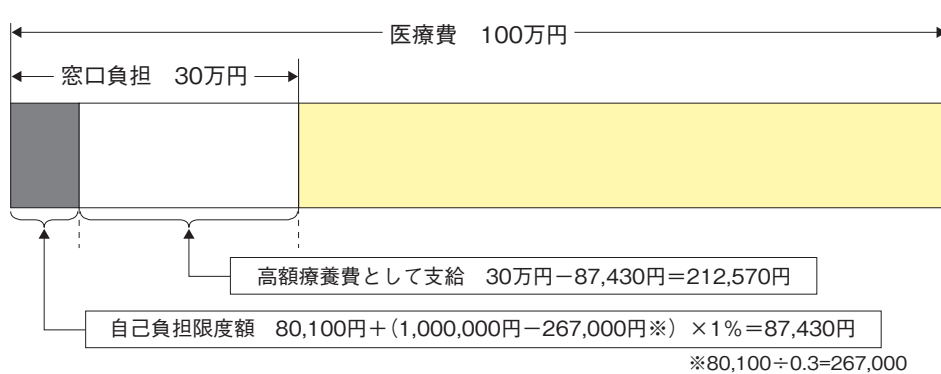 医療費　100万円
窓口負担　30万円
高額療養費として支給　30万円－87,430円＝212,570円
自己負担限度額　80,100円＋（1,000,000円－267,000円※）×1％＝87,430円
※80,100÷0.3=267,000